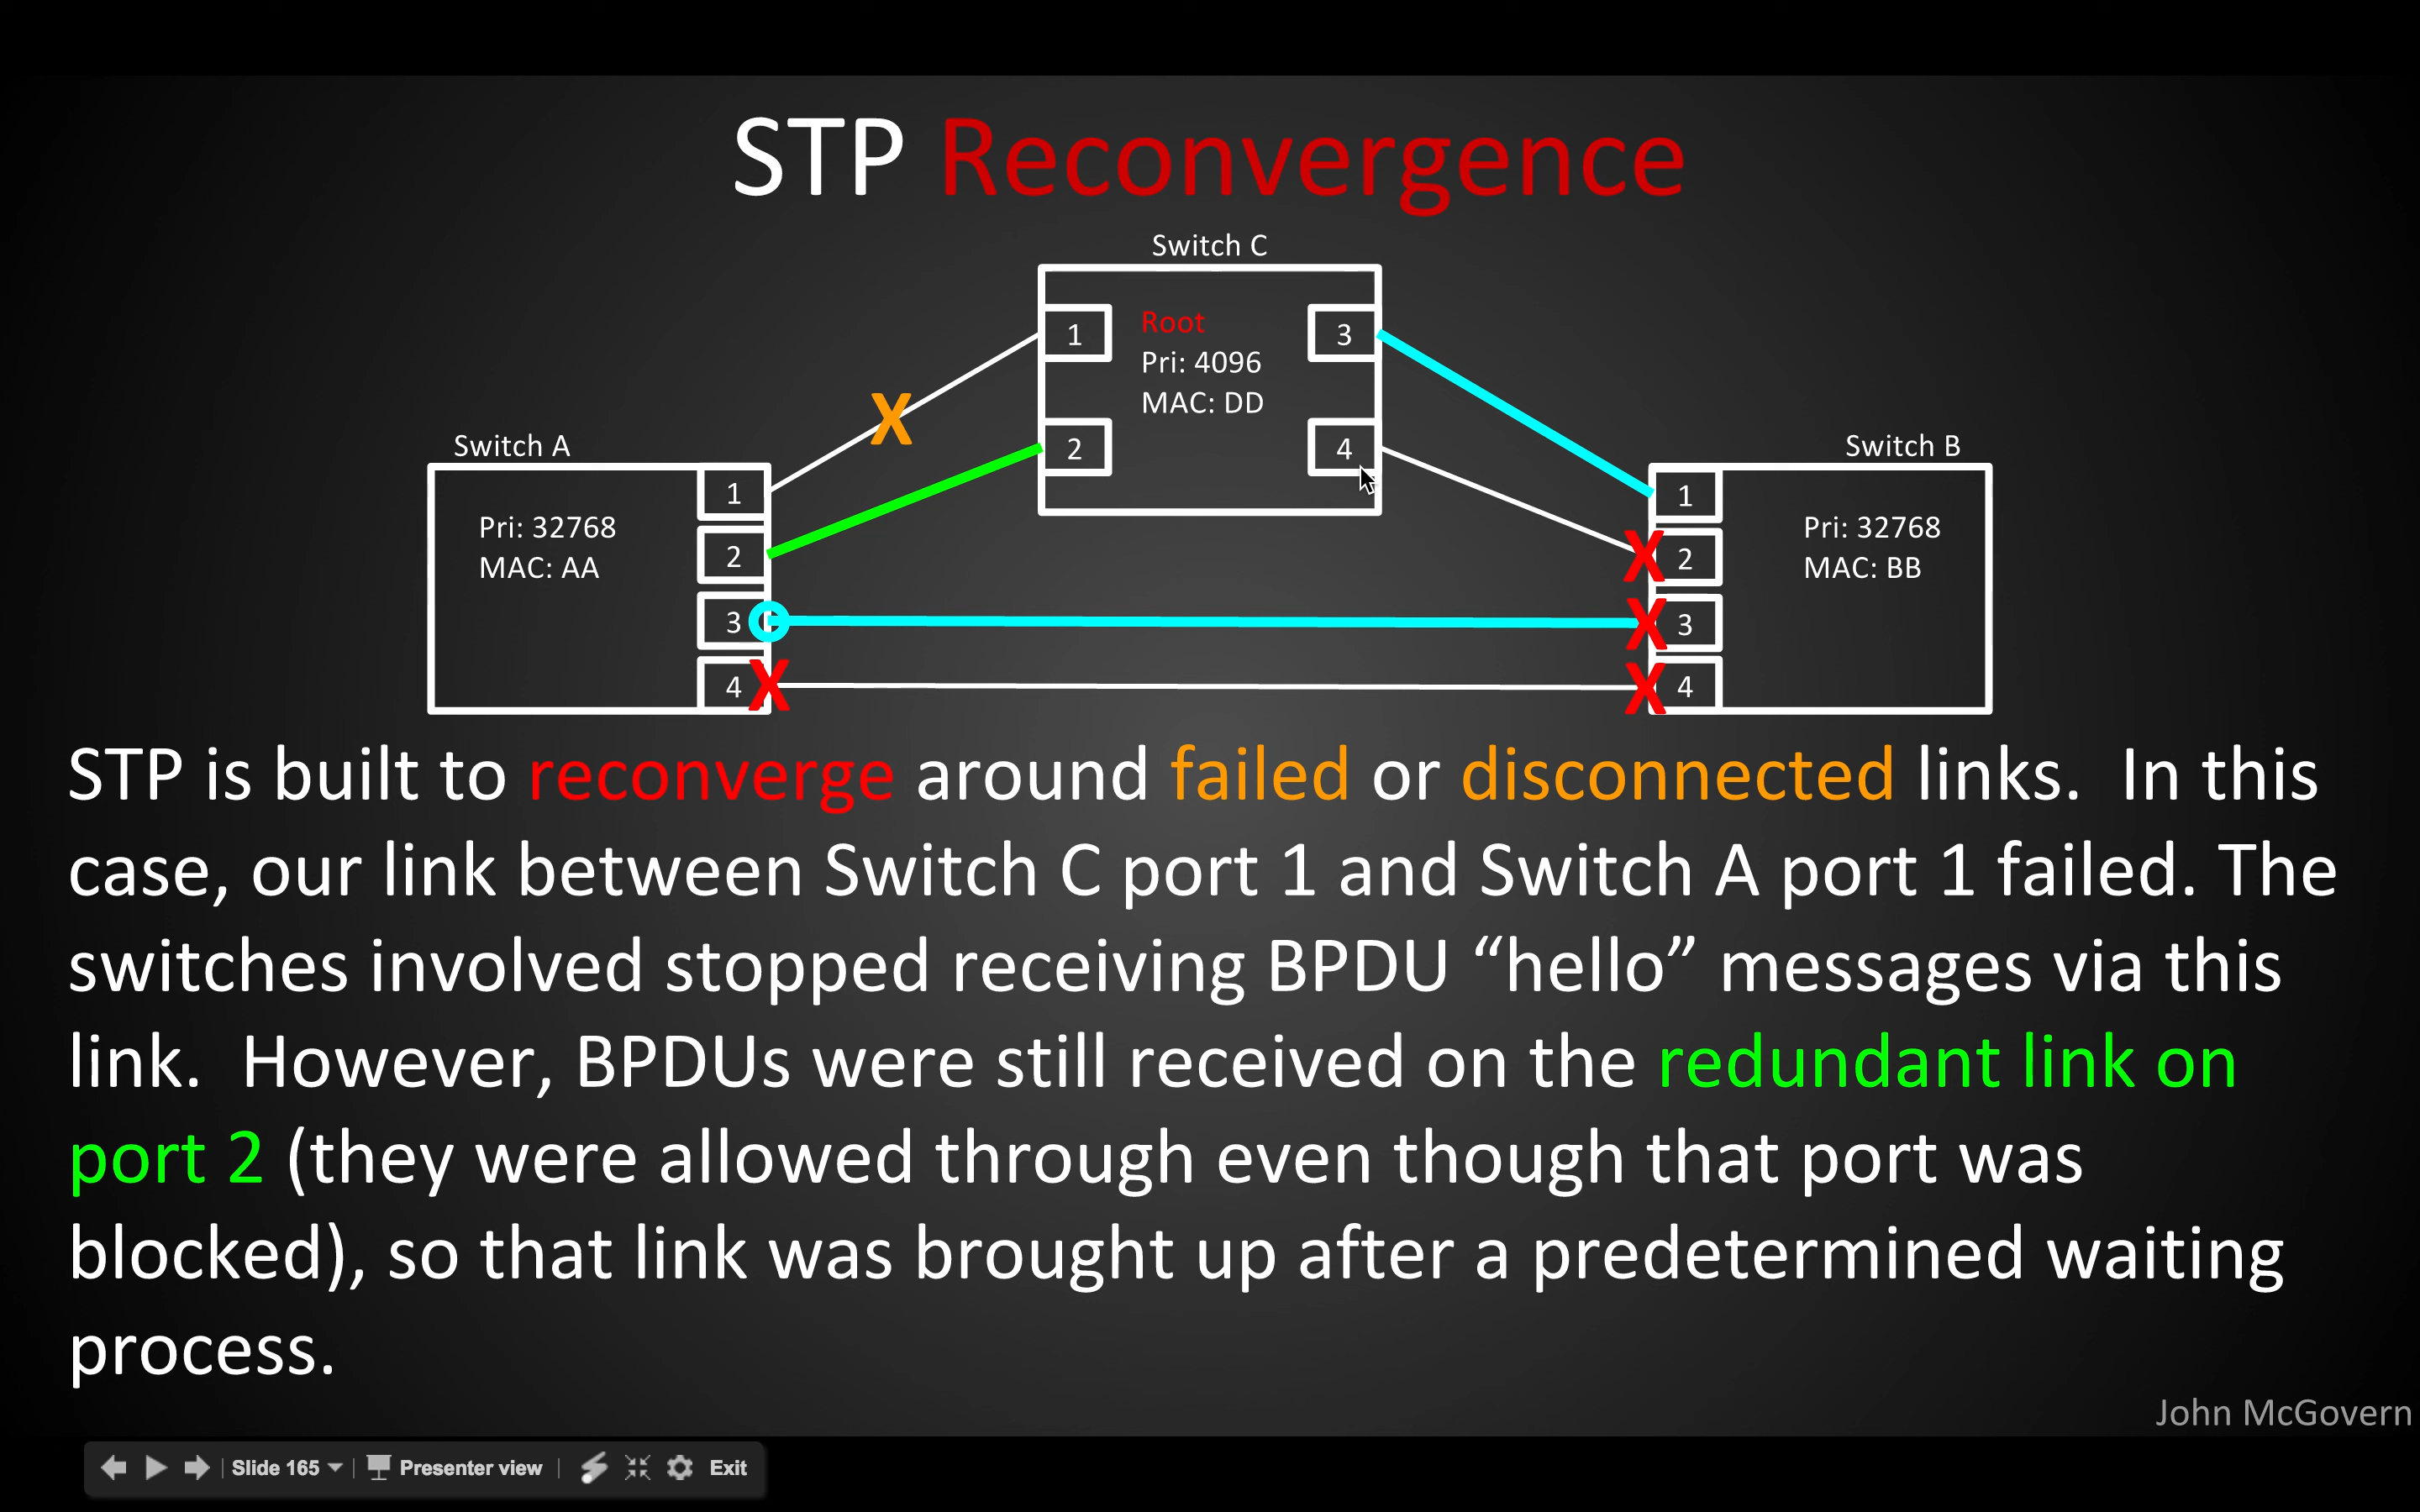 STP Reconvergence
Switch C
1
Root
3
Pri: 4096
MAC: DD
2
4
Switch A
Switch B
1
Pri: 32768
MAC: AA
2
3
4
X
1
Pri: 32768
MAC: BB
X 2
X 3
X
X 4
STP is built to reconverge around failed or disconnected links.  In this
case, our link between Switch C port 1 and Switch A port 1 failed. The
switches involved stopped receiving BPDU “hello” messages via this
link.  However, BPDUs were still received on the redundant link on
port 2 (they were allowed through even though that port was
blocked), so that link was brought up after a predetermined waiting
process.
John McGovern
Slide 165
Presenter view
Exit